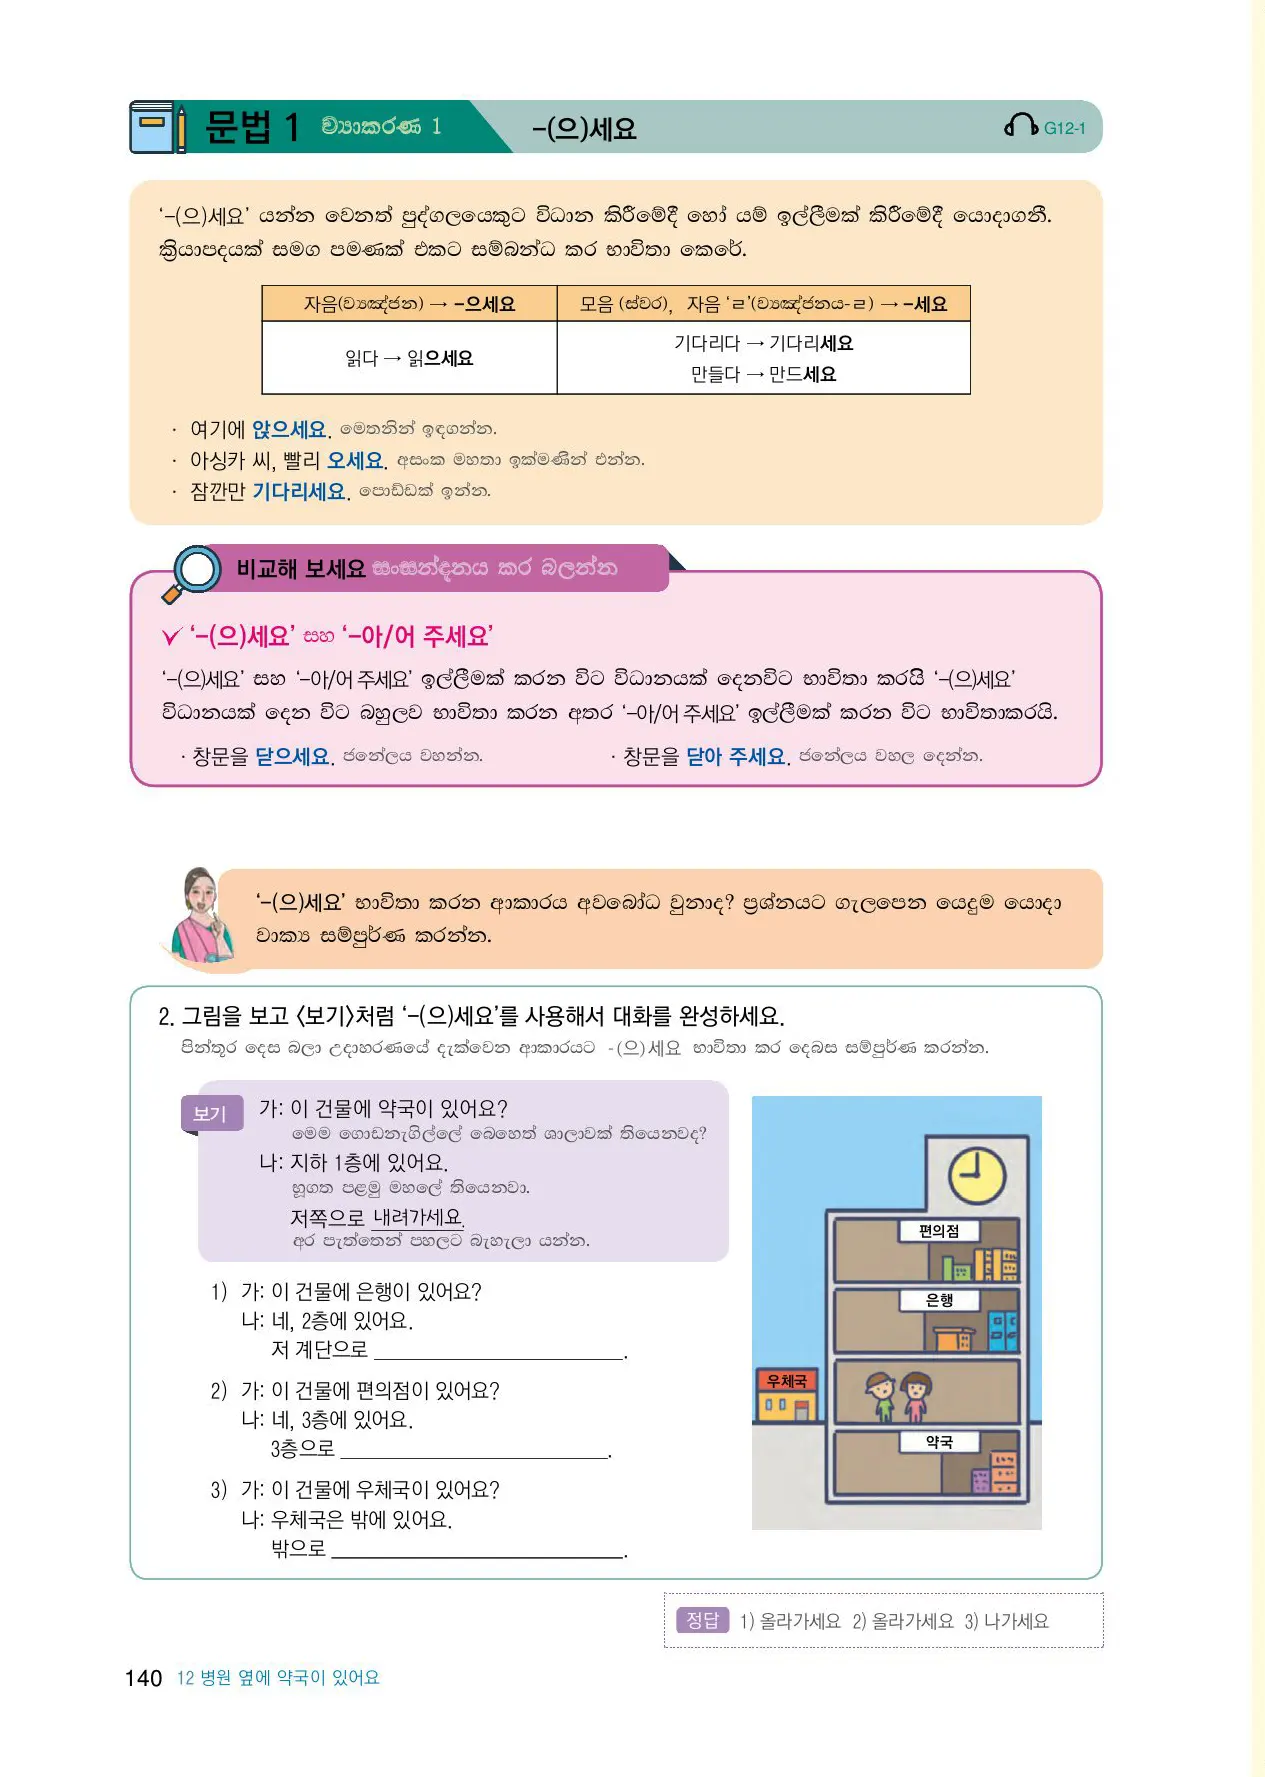 문법 1 ව්‍යාකරණ 1 -(으)세요 G12-1
‘-(으)세요’ යන්න වෙනත් පුද්ගලයෙකුට විධාන කිරීමේදී හෝ යම් ඉල්ලීමක් කිරීමේදී යොදාගනී.
ක්‍රියාපදයක් සමග පමණක් එකට සම්බන්ධ කර භාවිතා කෙරේ.
자음(ව්‍යඤ්ජන) → -으세요 모음 (ස්වර), 자음 ‘ㄹ’(ව්‍යඤ්ජනය-ㄹ) → -세요
읽다 → 읽으세요
기다리다 → 기다리세요
만들다 → 만드세요
· 여기에 앉으세요. මෙතනින් ඉඳගන්න.
· 아싱카 씨, 빨리 오세요. අසංක මහතා ඉක්මණින් එන්න.
· 잠깐만 기다리세요. පොඩ්ඩක් ඉන්න.
비교해 보세요 සංසන්දනය කර බලන්න
‘-(으)세요’ සහ ‘-아/어 주세요’
‘-(으)세요’ සහ ‘-아/어 주세요’ ඉල්ලීමක් කරන විට විධානයක් දෙනවිට භාවිතා කරයි ‘-(으)세요’
විධානයක් දෙන විට බහුලව භාවිතා කරන අතර ‘-아/어 주세요’ ඉල්ලීමක් කරන විට භාවිතාකරයි.
· 창문을 닫으세요. ජනේලය වහන්න. · 창문을 닫아 주세요. ජනේලය වහල දෙන්න.
‘-(으)세요’ භාවිතා කරන ආකාරය අවබෝධ වුනාද? ප්‍රශ්නයට ගැලපෙන යෙදුම යොදා
වාක්‍ය සම්පුර්ණ කරන්න.
2. 그림을 보고 〈보기〉처럼 ‘-(으)세요’를 사용해서 대화를 완성하세요.
පින්තූර දෙස බලා උදාහරණයේ දැක්වෙන ආකාරයට -(으)세요 භාවිතා කර දෙබස සම්පුර්ණ කරන්න.
보기 가: 이 건물에 약국이 있어요?
මෙම ගොඩනැගිල්ලේ බෙහෙත් ශාලාවක් තියෙනවද?
나: 지하 1층에 있어요.
භූගත පළමු මහලේ තියෙනවා.
저쪽으로 내려가세요.
අර පැත්තෙන් පහලට බැහැලා යන්න.
1) 가: 이 건물에 은행이 있어요?
나: 네, 2층에 있어요.
저 계단으로 ____________.
2) 가: 이 건물에 편의점이 있어요?
나: 네, 3층에 있어요.
3층으로 ____________.
3) 가: 이 건물에 우체국이 있어요?
나: 우체국은 밖에 있어요.
밖으로 ____________.
편의점
은행
우체국
약국
정답 1) 올라가세요 2) 올라가세요 3) 나가세요
140 12 병원 옆에 약국이 있어요